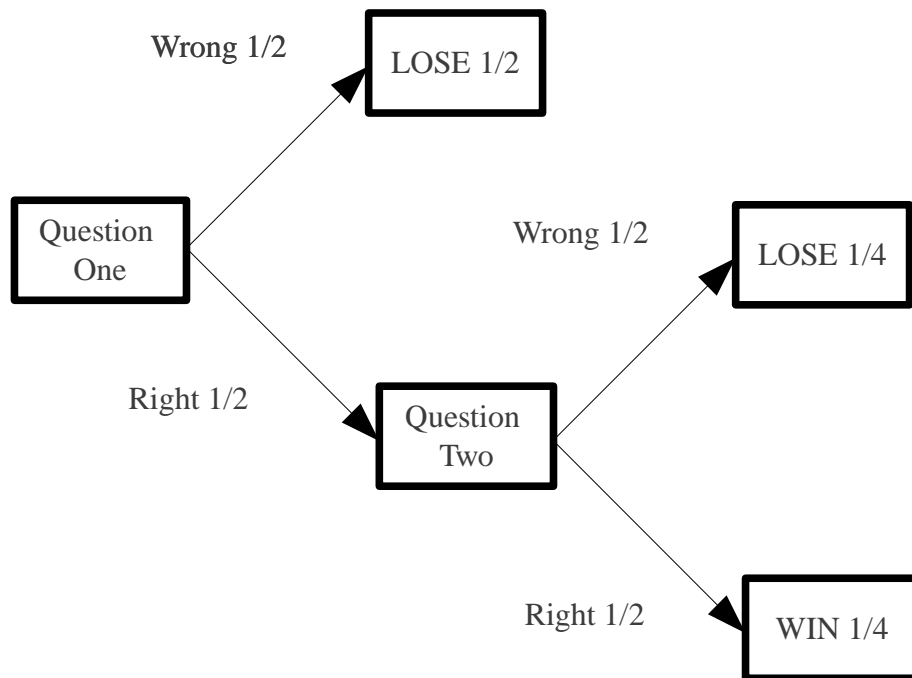 Wrong 1/2
LOSE 1/2
Question
One
Wrong 1/2
LOSE 1/4
Right 1/2
Question
Two
Right 1/2
WIN 1/4